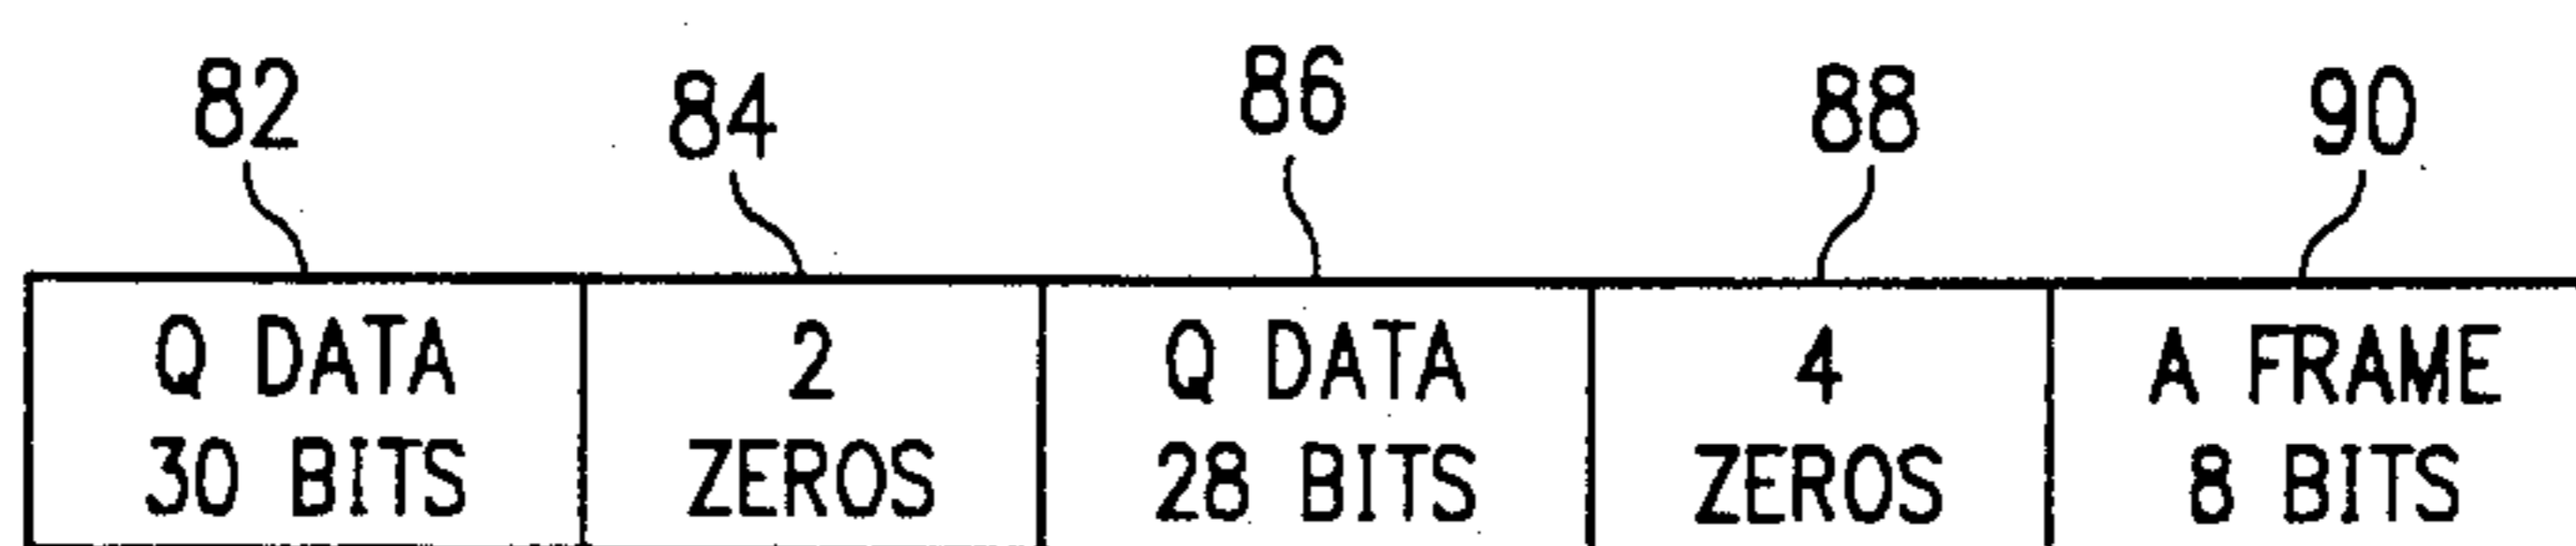 82 84 86 88 90
Q DATA 2 Q DATA 4 A FRAME
30 BITS ZEROS 28 BITS ZEROS 8 BITS